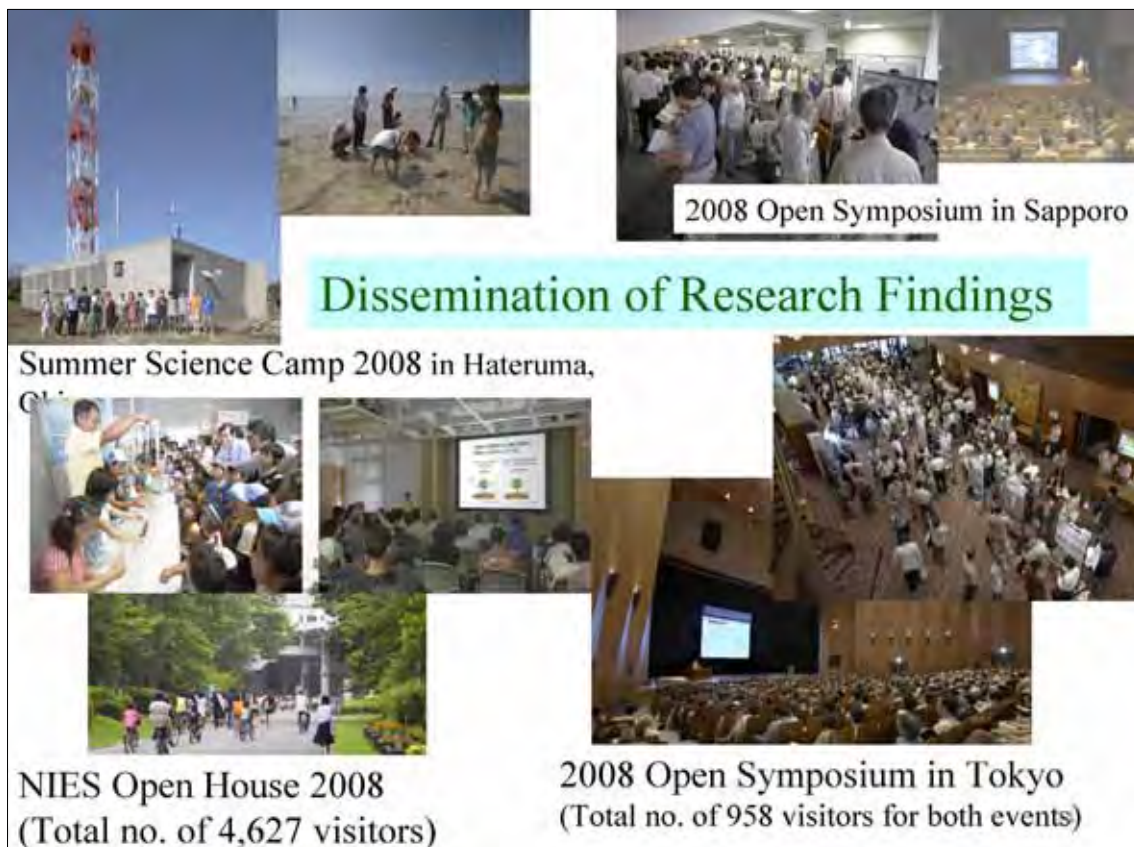 2008 Open Symposium in Sapporo
Dissemination of Research Findings
Summer Science Camp 2008 in Hateruma,
NIES Open House 2008
(Total no. of 4,627 visitors)
2008 Open Symposium in Tokyo
(Total no. of 958 visitors for both events)